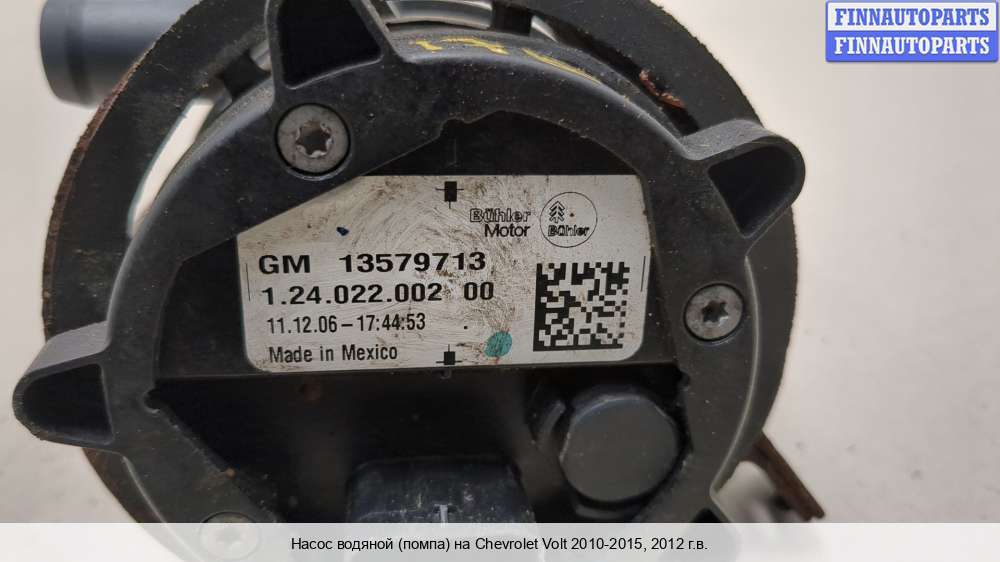 FINNAUTOPARTS
FINNAUTOPARTS
Bühler
Motor
Bühler
GM 13579713
1.24.022.002 00
11.12.06-17:44:53
Made in Mexico
Насос водяной (помпа) на Chevrolet Volt 2010-2015, 2012 г.в.